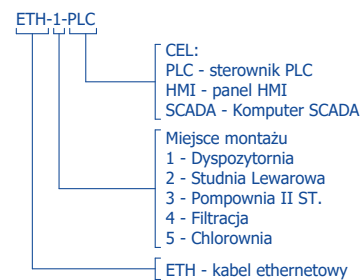 ETH-1-PLC
CEL:
PLC - sterownik PLC
HMI - panel HMI
SCADA - Komputer SCADA
Miejsce montażu
1 - Dyspozytornia
2 - Studnia Lewarowa
3 - Pompownia II ST.
4 - Filtracja
5 - Chlorownia
ETH - kabel ethernetowy